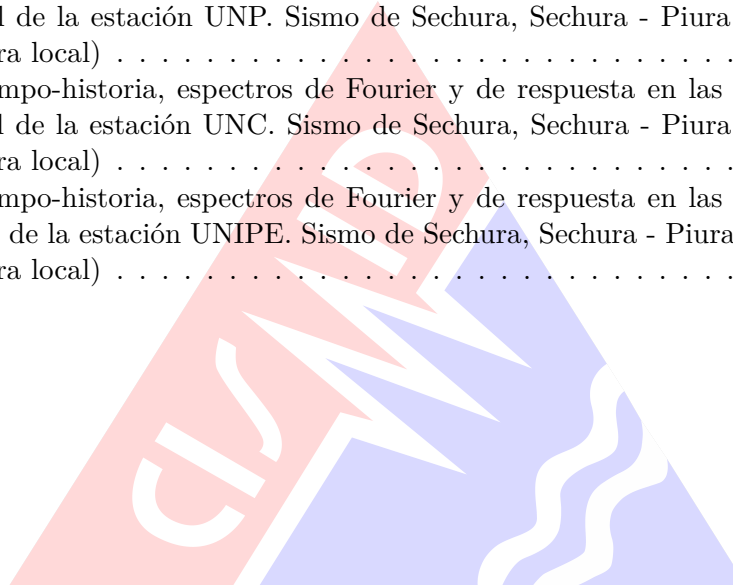 l de la estación UNP. Sismo de Sechura, Sechura - Piura
ra local) . . . . . . . . . . . . . . . . . . . . . . . . . . . . .
mpo-historia, espectros de Fourier y de respuesta en las
l de la estación UNC. Sismo de Sechura, Sechura - Piura
ra local) . . . . . . . . . . . . . . . . . . . . . . . . . . . . .
mpo-historia, espectros de Fourier y de respuesta en las
de la estación UNIPE. Sismo de Sechura, Sechura - Piura
ra local) . . . . . . . . . . . . . . . . . . . . . . . . . . . . .
CISMID